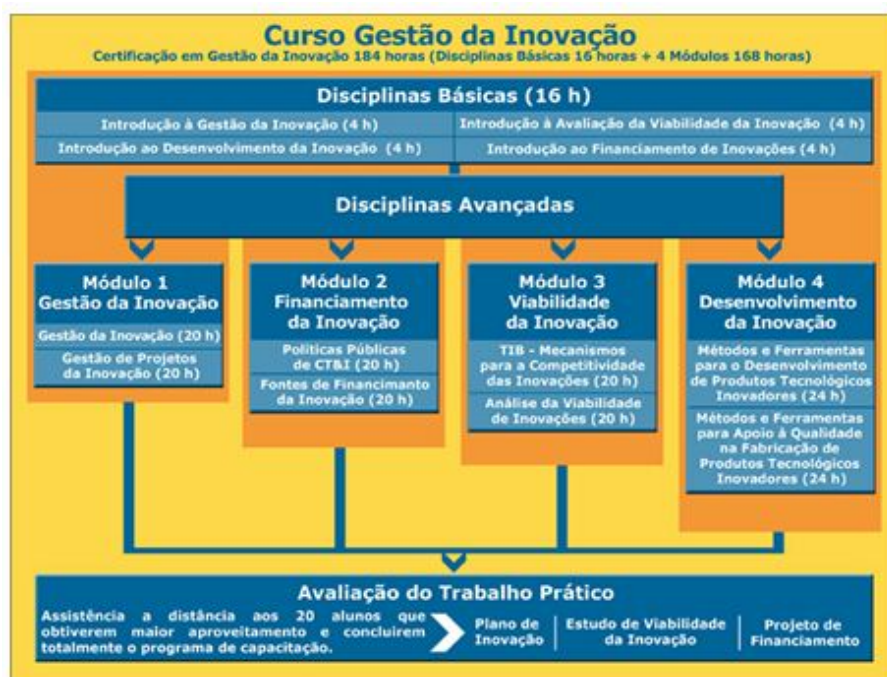 Curso Gestão da Inovação
Certificação em Gestão da Inovação 184 horas (Disciplinas Básicas 16 horas + 4 Módulos 168 horas)
Disciplinas Básicas (16 h)
Introdução à Gestão da Inovação (4 h)
Introdução à Avaliação da Viabilidade da Inovação (4 h)
Introdução ao Desenvolvimento da Inovação (4 h)
Introdução ao Financiamento de Inovações (4 h)
Disciplinas Avançadas
Módulo 1
Gestão da Inovação
Gestão da Inovação (20 h)
Gestão de Projetos
da Inovação (20 h)
Módulo 2
Financiamento
da Inovação
Políticas Públicas
de CT&I (20 h)
Fontes de Financimanto
da Inovação (20 h)
Módulo 3
Viabilidade
da Inovação
TIB - Mecanismos
para a Competitividade
das Inovações (20 h)
Análise da Viabilidade
de Inovações (20 h)
Módulo 4
Desenvolvimento
da Inovação
Métodos e Ferramentas
para o Desenvolvimento
de Produtos Tecnológicos
Inovadores (24 h)
Métodos e Ferramentas
para Apoio à Qualidade
na Fabricação de
Produtos Tecnológicos
Inovadores (24 h)
Avaliação do Trabalho Prático
Assistência a distância aos 20 alunos que
obtiverem maior aproveitamento e concluirem
totalmente o programa de capacitação.
Plano de
Inovação
Estudo de Viabilidade
da Inovação
Projeto de
Financiamento